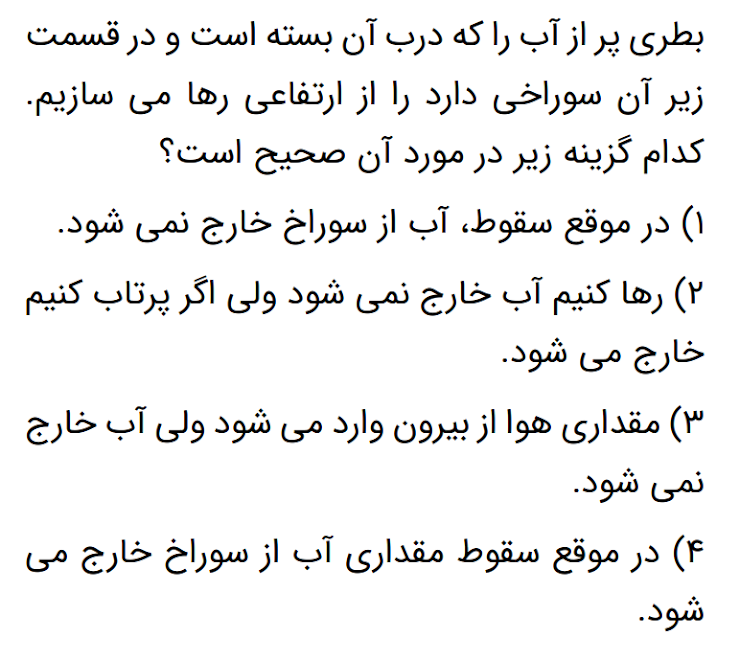 بطری پر از آب را که درب آن بسته است و در قسمت
زیر آن سوراخی دارد را از ارتفاعی رها می سازیم.
کدام گزینه زیر در مورد آن صحیح است؟
۱) در موقع سقوط، آب از سوراخ خارج نمی شود.
۲) رها کنیم آب خارج نمی شود ولی اگر پرتاب کنیم
خارج می شود.
۳) مقداری هوا از بیرون وارد می شود ولی آب خارج
نمی شود.
۴) در موقع سقوط مقداری آب از سوراخ خارج می
شود.